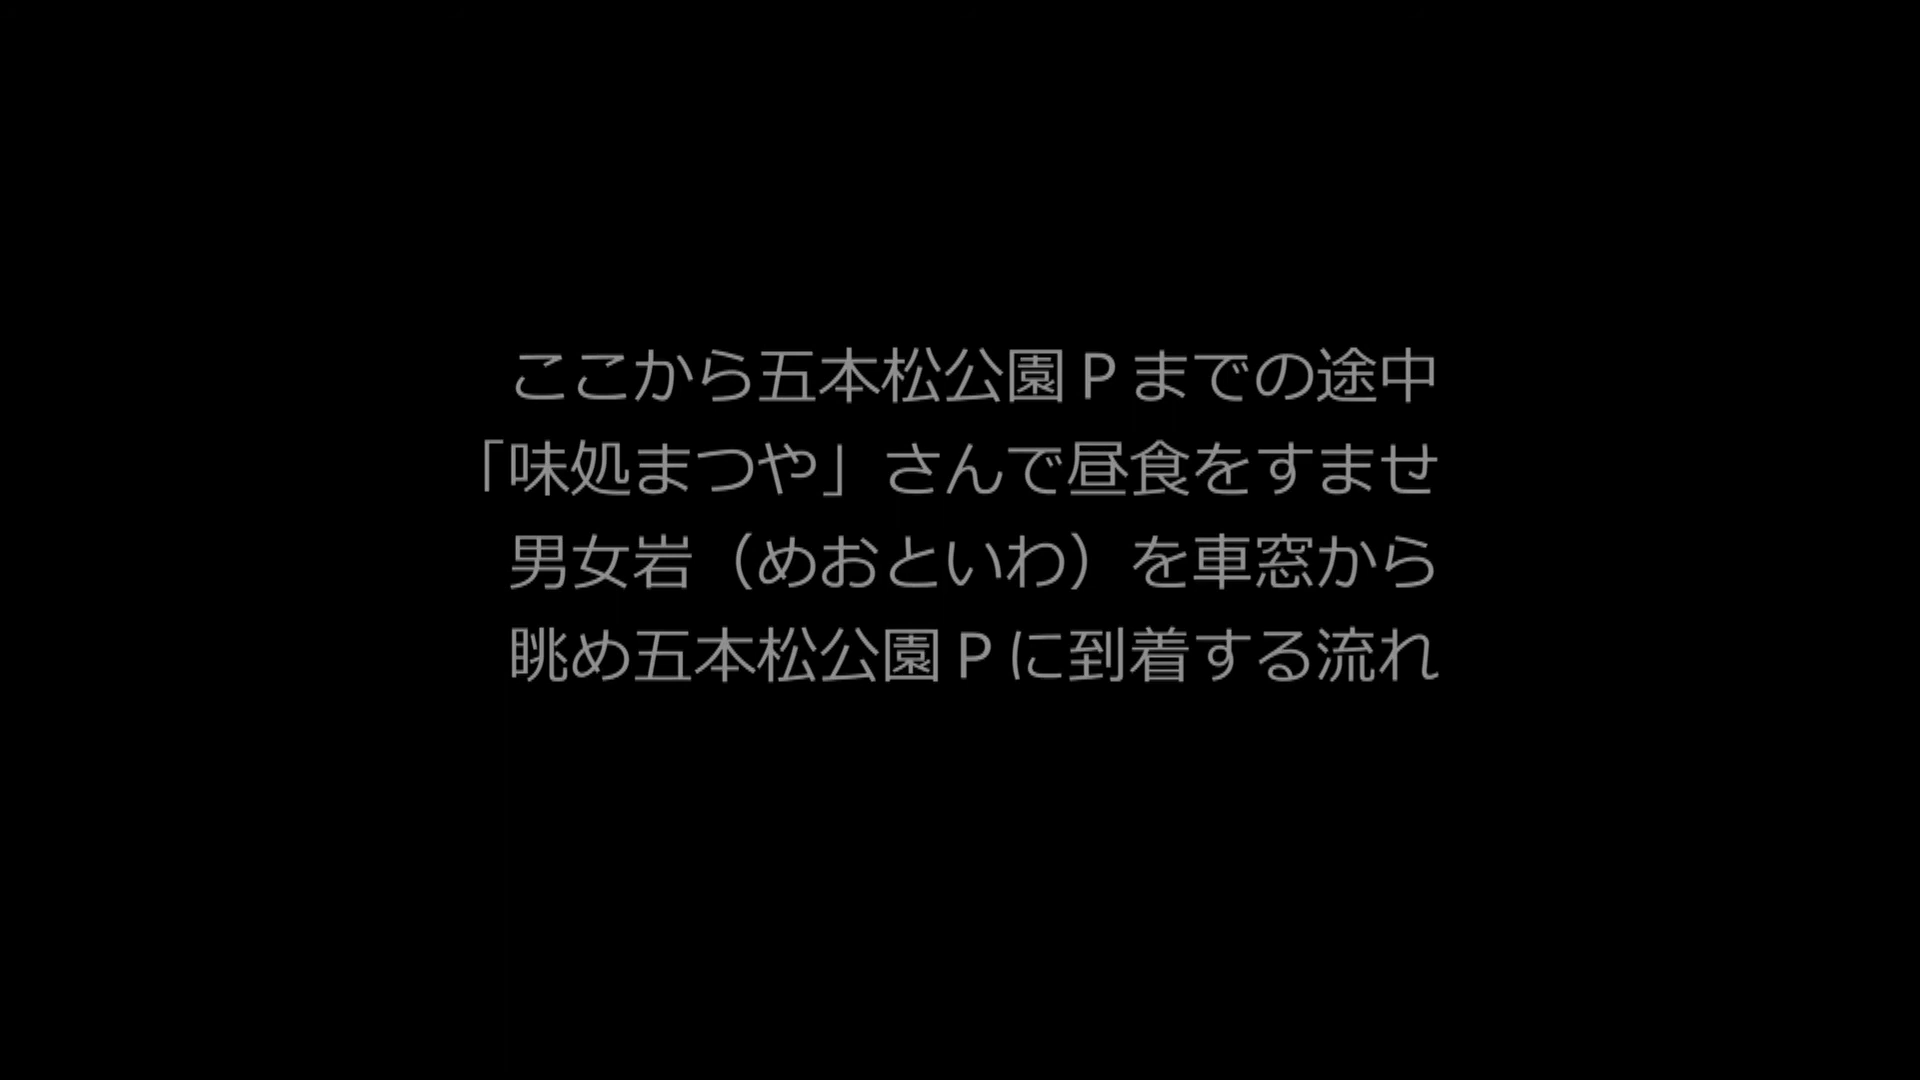 ここから五本松公園Ｐまでの途中
「味処まつや」さんで昼食をすませ
男女岩（めおといわ）を車窓から
眺め五本松公園Ｐに到着する流れ